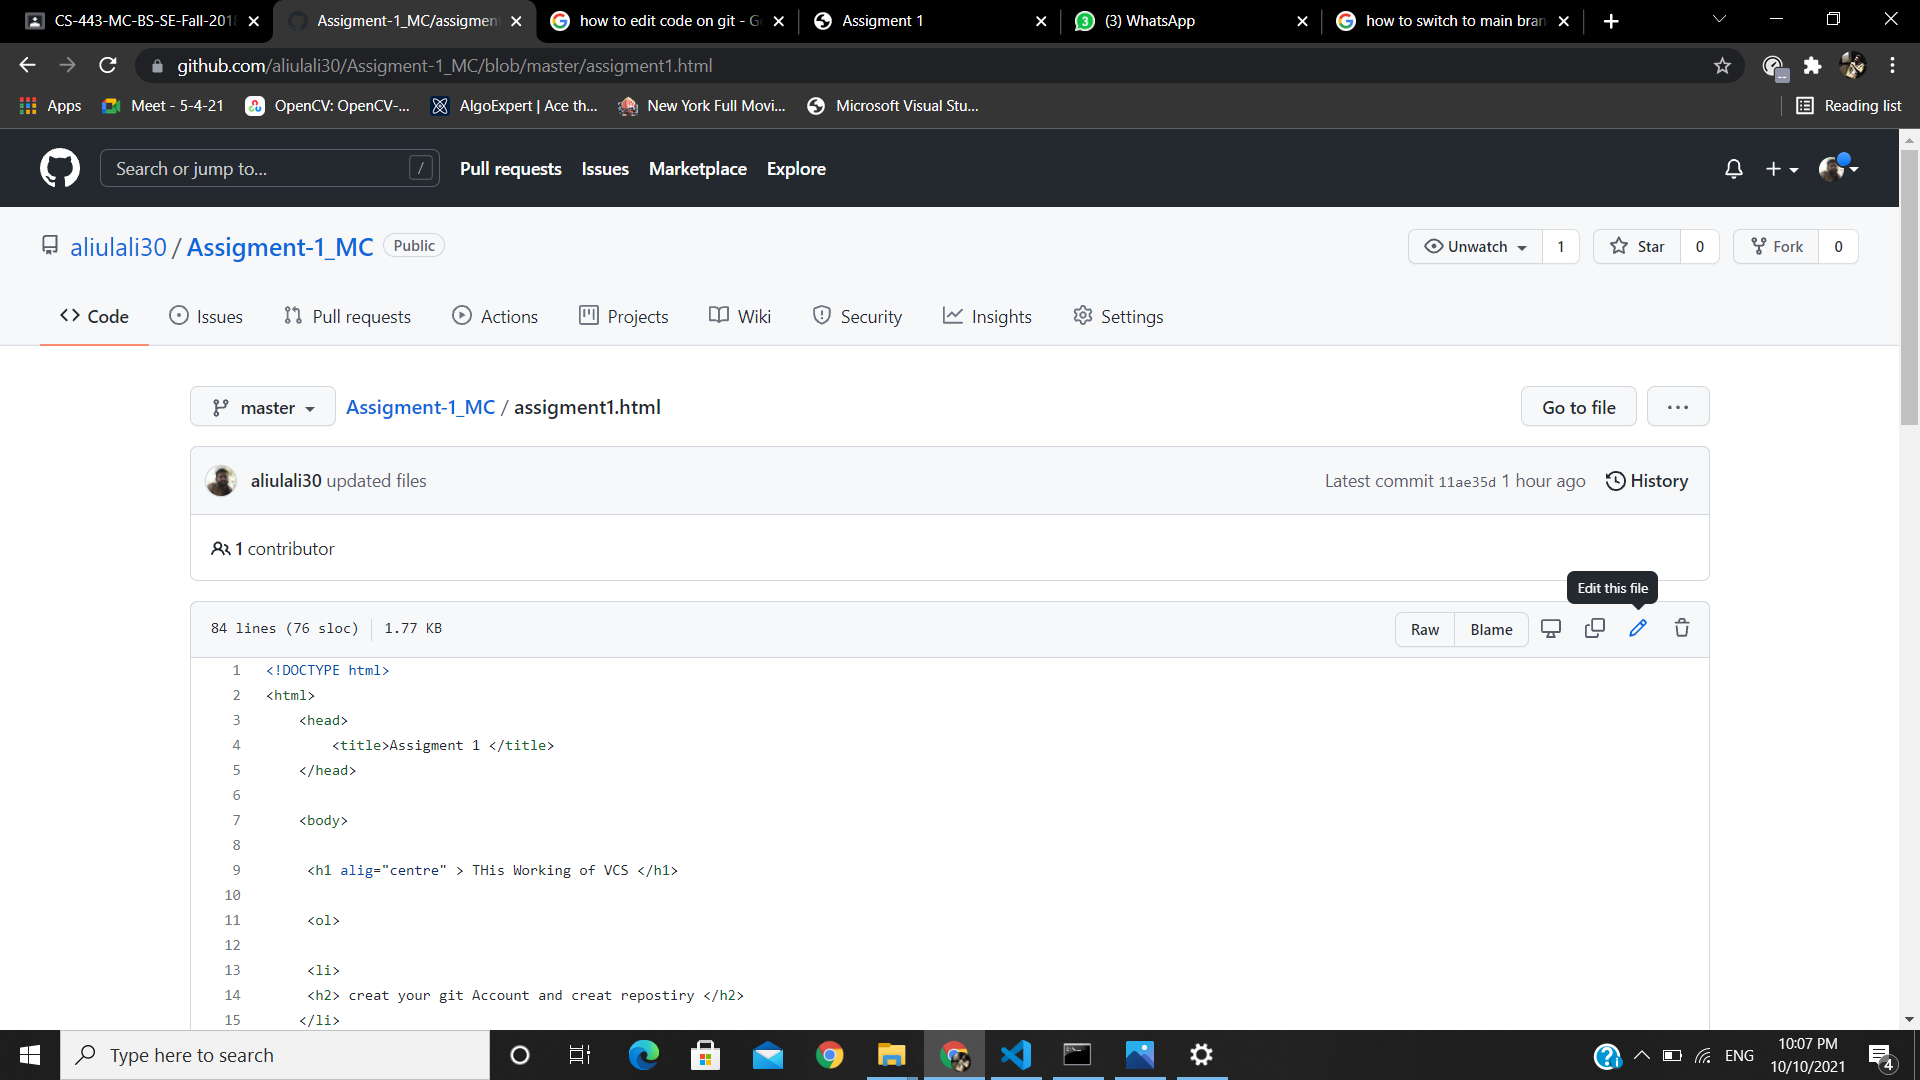 CS-443-MC-BS-SE-Fall-2018
Assigment-1_MC/assigment
how to edit code on git - Go
Assigment 1
(3) WhatsApp
how to switch to main bran
github.com/aliulali30/Assigment-1_MC/blob/master/assigment1.html
Apps
Meet - 5-4-21
OpenCV: OpenCV-...
AlgoExpert | Ace th...
New York Full Movi...
Microsoft Visual Stu...
Reading list
Search or jump to...
/
Pull requests
Issues
Marketplace
Explore
aliulali30 / Assigment-1_MC
Public
Unwatch
1
Star
0
Fork
0
Code
Issues
Pull requests
Actions
Projects
Wiki
Security
Insights
Settings
master
Assigment-1_MC / assigment1.html
Go to file
aliulali30 updated files
Latest commit 11ae35d 1 hour ago
History
1 contributor
Edit this file
84 lines (76 sloc)
1.77 KB
Raw
Blame
1 <!DOCTYPE html>
2 <html>
3 <head>
4 <title>Assigment 1 </title>
5 </head>
6
7 <body>
8
9 <h1 alig="centre" > THis Working of VCS </h1>
10
11 <ol>
12
13 <li>
14 <h2> creat your git Account and creat repostiry </h2>
15 </li>
Type here to search
ENG
10:07 PM
10/10/2021
4